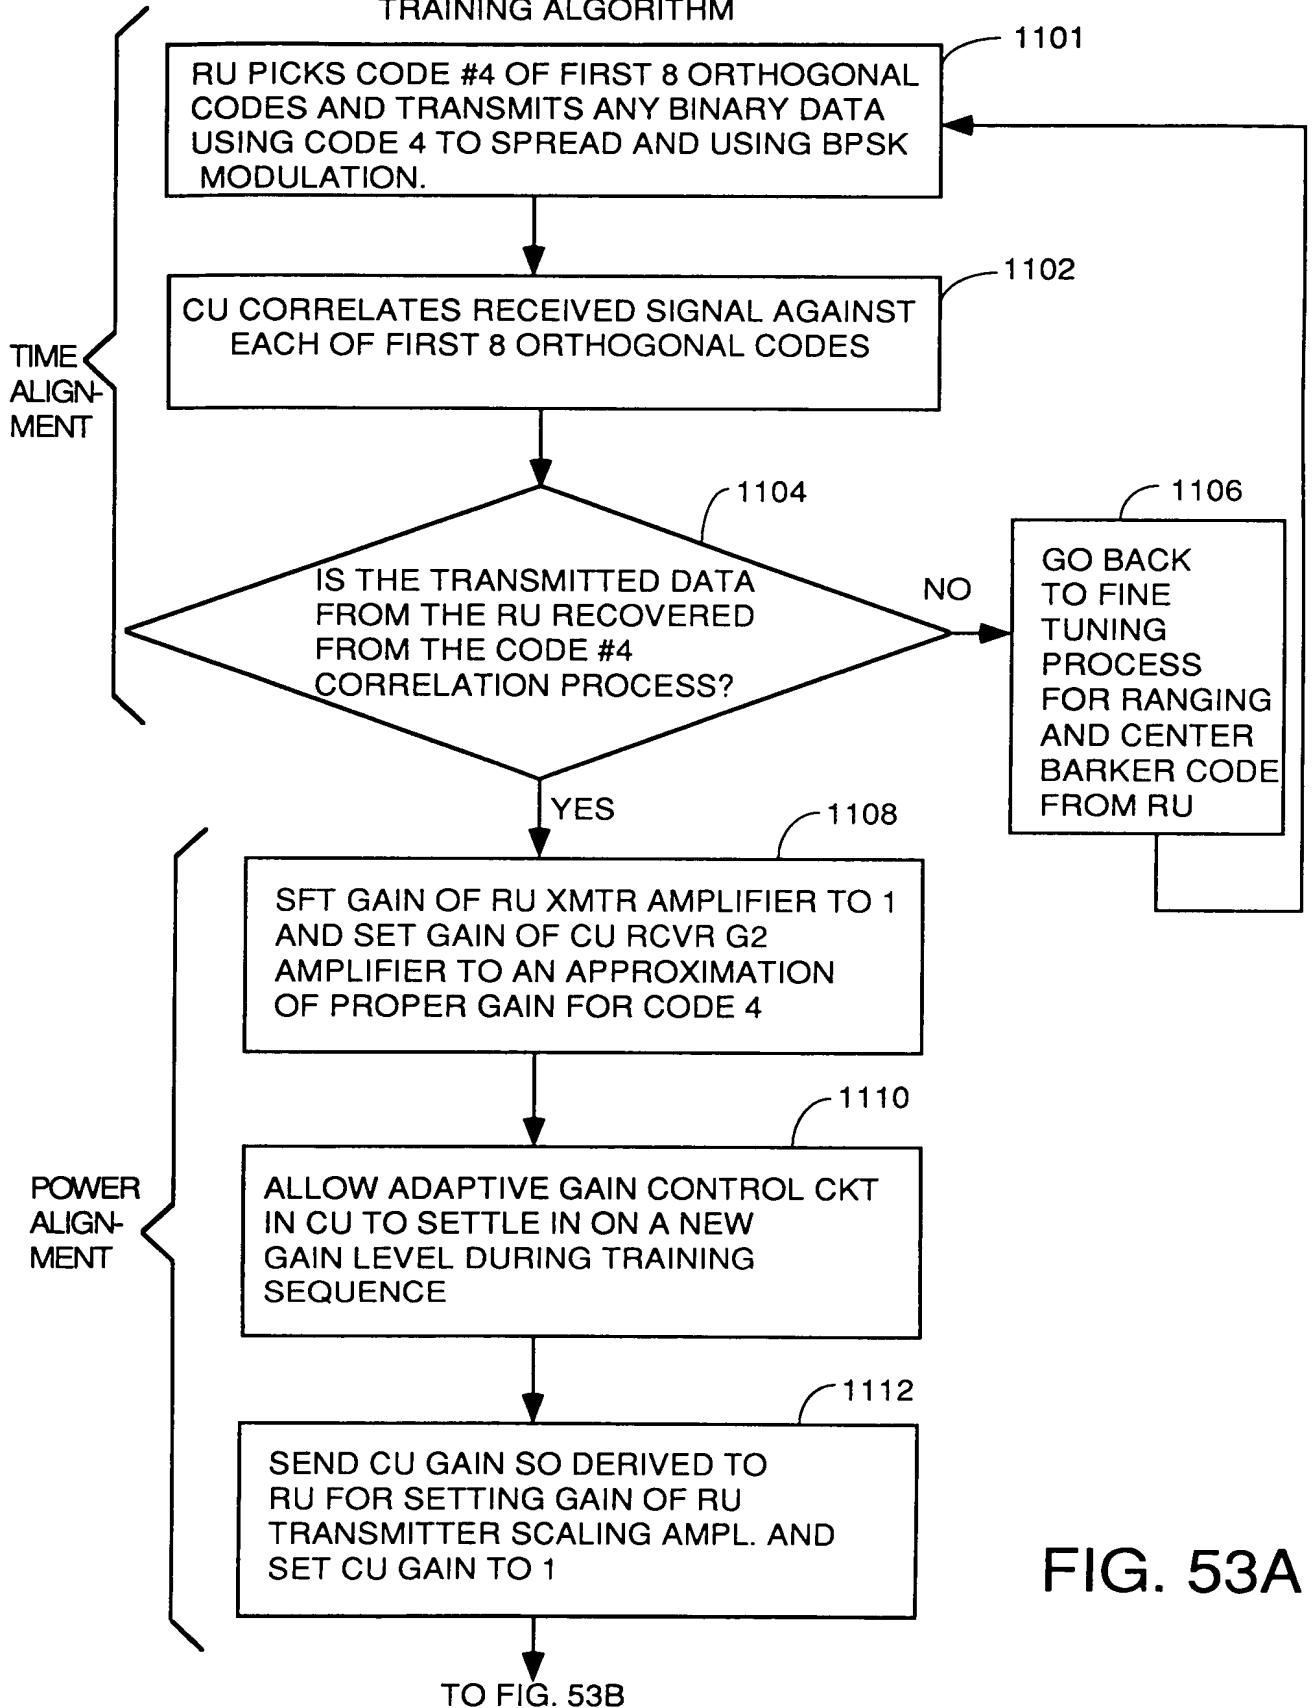 TRAINING ALGORITHM
1101
RU PICKS CODE #4 OF FIRST 8 ORTHOGONAL
CODES AND TRANSMITS ANY BINARY DATA
USING CODE 4 TO SPREAD AND USING BPSK
MODULATION.
1102
CU CORRELATES RECEIVED SIGNAL AGAINST
EACH OF FIRST 8 ORTHOGONAL CODES
TIME
ALIGN-
MENT
1104
IS THE TRANSMITTED DATA
FROM THE RU RECOVERED
FROM THE CODE #4
CORRELATION PROCESS?
NO
1106
GO BACK
TO FINE
TUNING
PROCESS
FOR RANGING
AND CENTER
BARKER CODE
FROM RU
YES
1108
SFT GAIN OF RU XMTR AMPLIFIER TO 1
AND SET GAIN OF CU RCVR G2
AMPLIFIER TO AN APPROXIMATION
OF PROPER GAIN FOR CODE 4
1110
POWER
ALIGN-
MENT
ALLOW ADAPTIVE GAIN CONTROL CKT
IN CU TO SETTLE IN ON A NEW
GAIN LEVEL DURING TRAINING
SEQUENCE
1112
SEND CU GAIN SO DERIVED TO
RU FOR SETTING GAIN OF RU
TRANSMITTER SCALING AMPL. AND
SET CU GAIN TO 1
FIG. 53A
TO FIG. 53B